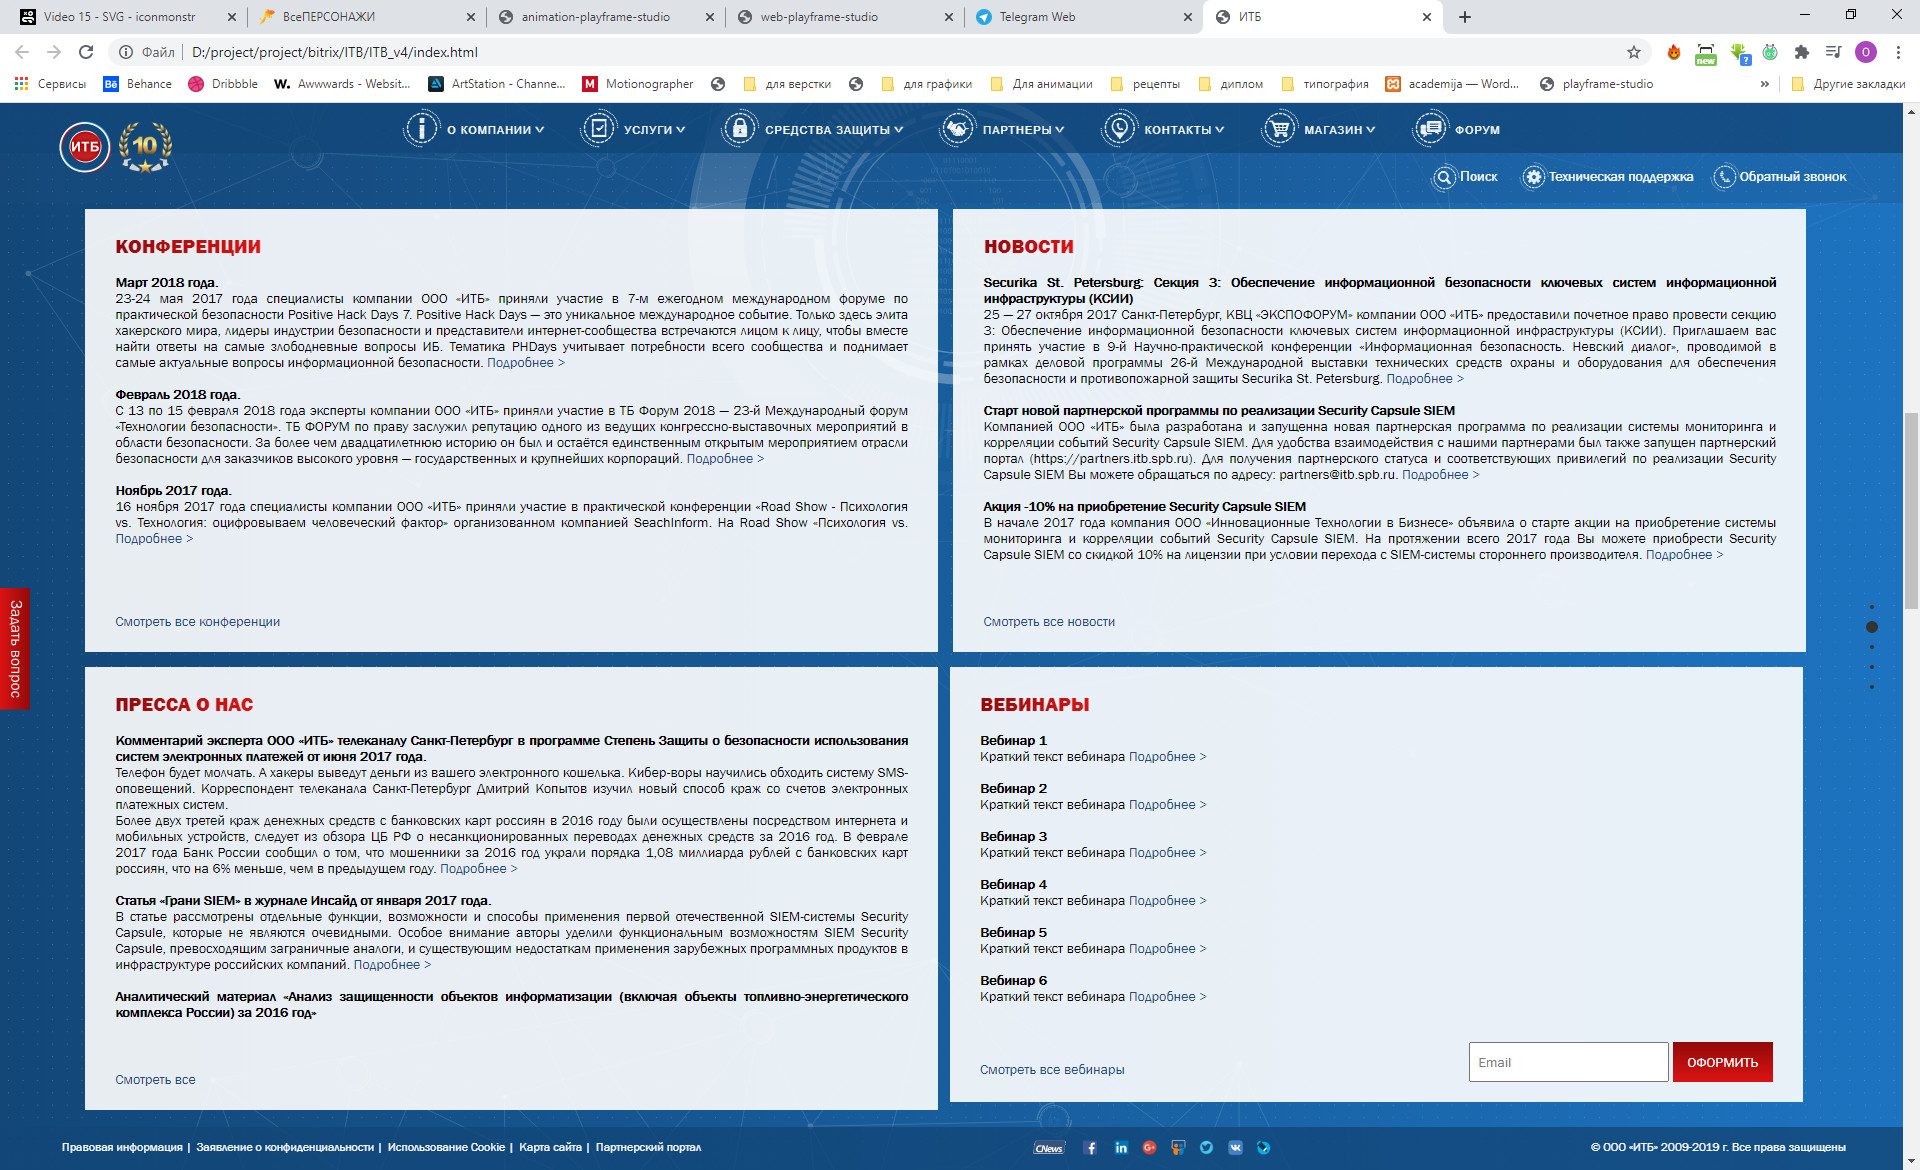 Video 15 - SVG - iconmonstr
ВсеПЕРСОНАЖИ
animation-playframe-studio
web-playframe-studio
Telegram Web
ИТБ
Файл
D:/project/project/bitrix/ITB/ITB_v4/index.html
new
?
O
Сервисы
Behance
Dribbble
Awwwards - Websit...
ArtStation - Channe...
Motionographer
для верстки
для графики
Для анимации
рецепты
диплом
типография
academija — Word...
playframe-studio
»
Другие закладки
ИТБ
10
О КОМПАНИИ
УСЛУГИ
СРЕДСТВА ЗАЩИТЫ
ПАРТНЕРЫ
КОНТАКТЫ
МАГАЗИН
ФОРУМ
Поиск
Техническая поддержка
Обратный звонок
КОНФЕРЕНЦИИ
Март 2018 года.
23-24 мая 2017 года специалисты компании ООО «ИТБ» приняли участие в 7-м ежегодном международном форуме по
практической безопасности Positive Hack Days 7. Positive Hack Days — это уникальное международное событие. Только здесь элита
хакерского мира, лидеры индустрии безопасности и представители интернет-сообщества встречаются лицом к лицу, чтобы вместе
найти ответы на самые злободневные вопросы ИБ. Тематика PHDays учитывает потребности всего сообщества и поднимает
самые актуальные вопросы информационной безопасности. Подробнее >
Февраль 2018 года.
С 13 по 15 февраля 2018 года эксперты компании ООО «ИТБ» приняли участие в ТБ Форум 2018 — 23-й Международный форум
«Технологии безопасности». ТБ ФОРУМ по праву заслужил репутацию одного из ведущих конгрессно-выставочных мероприятий в
области безопасности. За более чем двадцатилетнюю историю он был и остаётся единственным открытым мероприятием отрасли
безопасности для заказчиков высокого уровня — государственных и крупнейших корпораций. Подробнее >
Ноябрь 2017 года.
16 ноября 2017 года специалисты компании ООО «ИТБ» приняли участие в практической конференции «Road Show - Психология
vs. Технология: оцифровываем человеческий фактор» организованном компанией SeachInform. На Road Show «Психология vs.
Подробнее >
Смотреть все конференции
НОВОСТИ
Securika St. Petersburg: Секция 3: Обеспечение информационной безопасности ключевых систем информационной
инфраструктуры (КСИИ)
25 — 27 октября 2017 Санкт-Петербург, КВЦ «ЭКСПОФОРУМ» компании ООО «ИТБ» предоставили почетное право провести секцию
3: Обеспечение информационной безопасности ключевых систем информационной инфраструктуры (КСИИ). Приглашаем вас
принять участие в 9-й Научно-практической конференции «Информационная безопасность. Невский диалог», проводимой в
рамках деловой программы 26-й Международной выставки технических средств охраны и оборудования для обеспечения
безопасности и противопожарной защиты Securika St. Petersburg. Подробнее >
Старт новой партнерской программы по реализации Security Capsule SIEM
Компанией ООО «ИТБ» была разработана и запущенна новая партнерская программа по реализации системы мониторинга и
корреляции событий Security Capsule SIEM. Для удобства взаимодействия с нашими партнерами был также запущен партнерский
портал (https://partners.itb.spb.ru). Для получения партнерского статуса и соответствующих привилегий по реализации Security
Capsule SIEM Вы можете обращаться по адресу: partners@itb.spb.ru. Подробнее >
Акция -10% на приобретение Security Capsule SIEM
В начале 2017 года компания ООО «Инновационные Технологии в Бизнесе» объявила о старте акции на приобретение системы
мониторинга и корреляции событий Security Capsule SIEM. На протяжении всего 2017 года Вы можете приобрести Security
Capsule SIEM со скидкой 10% на лицензии при условии перехода с SIEM-системы стороннего производителя. Подробнее >
Смотреть все новости
Задать вопрос
ПРЕССА О НАС
Комментарий эксперта ООО «ИТБ» телеканалу Санкт-Петербург в программе Степень Защиты о безопасности использования
систем электронных платежей от июня 2017 года.
Телефон будет молчать. А хакеры выведут деньги из вашего электронного кошелька. Кибер-воры научились обходить систему SMS-
оповещений. Корреспондент телеканала Санкт-Петербург Дмитрий Копытов изучил новый способ краж со счетов электронных
платежных систем.
Более двух третей краж денежных средств с банковских карт россиян в 2016 году были осуществлены посредством интернета и
мобильных устройств, следует из обзора ЦБ РФ о несанкционированных переводах денежных средств за 2016 год. В феврале
2017 года Банк России сообщил о том, что мошенники за 2016 год украли порядка 1,08 миллиарда рублей с банковских карт
россиян, что на 6% меньше, чем в предыдущем году. Подробнее >
Статья «Грани SIEM» в журнале Инсайд от января 2017 года.
В статье рассмотрены отдельные функции, возможности и способы применения первой отечественной SIEM-системы Security
Capsule, которые не являются очевидными. Особое внимание авторы уделили функциональным возможностям SIEM Security
Capsule, превосходящим заграничные аналоги, и существующим недостаткам применения зарубежных программных продуктов в
инфраструктуре российских компаний. Подробнее >
Аналитический материал «Анализ защищенности объектов информатизации (включая объекты топливно-энергетического
комплекса России) за 2016 год»
Смотреть все
ВЕБИНАРЫ
Вебинар 1
Краткий текст вебинара Подробнее >
Вебинар 2
Краткий текст вебинара Подробнее >
Вебинар 3
Краткий текст вебинара Подробнее >
Вебинар 4
Краткий текст вебинара Подробнее >
Вебинар 5
Краткий текст вебинара Подробнее >
Вебинар 6
Краткий текст вебинара Подробнее >
Смотреть все вебинары
Email
ОФОРМИТЬ
Правовая информация | Заявление о конфиденциальности | Использование Cookie | Карта сайта | Партнерский портал
CNews
© ООО «ИТБ» 2009-2019 г. Все права защищены